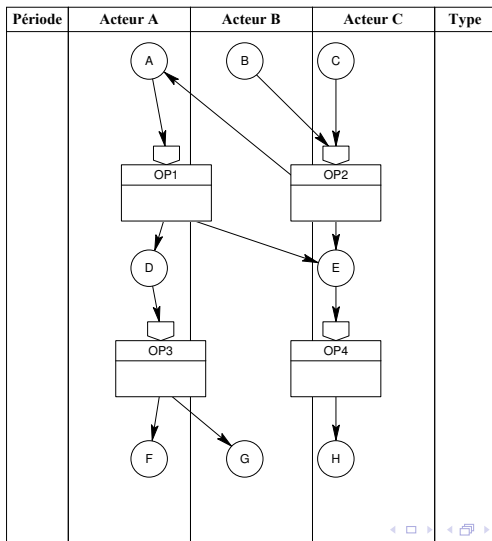 Période Acteur A Acteur B Acteur C Type
A B C
OP1 OP2
D E
OP3 OP4
F G H